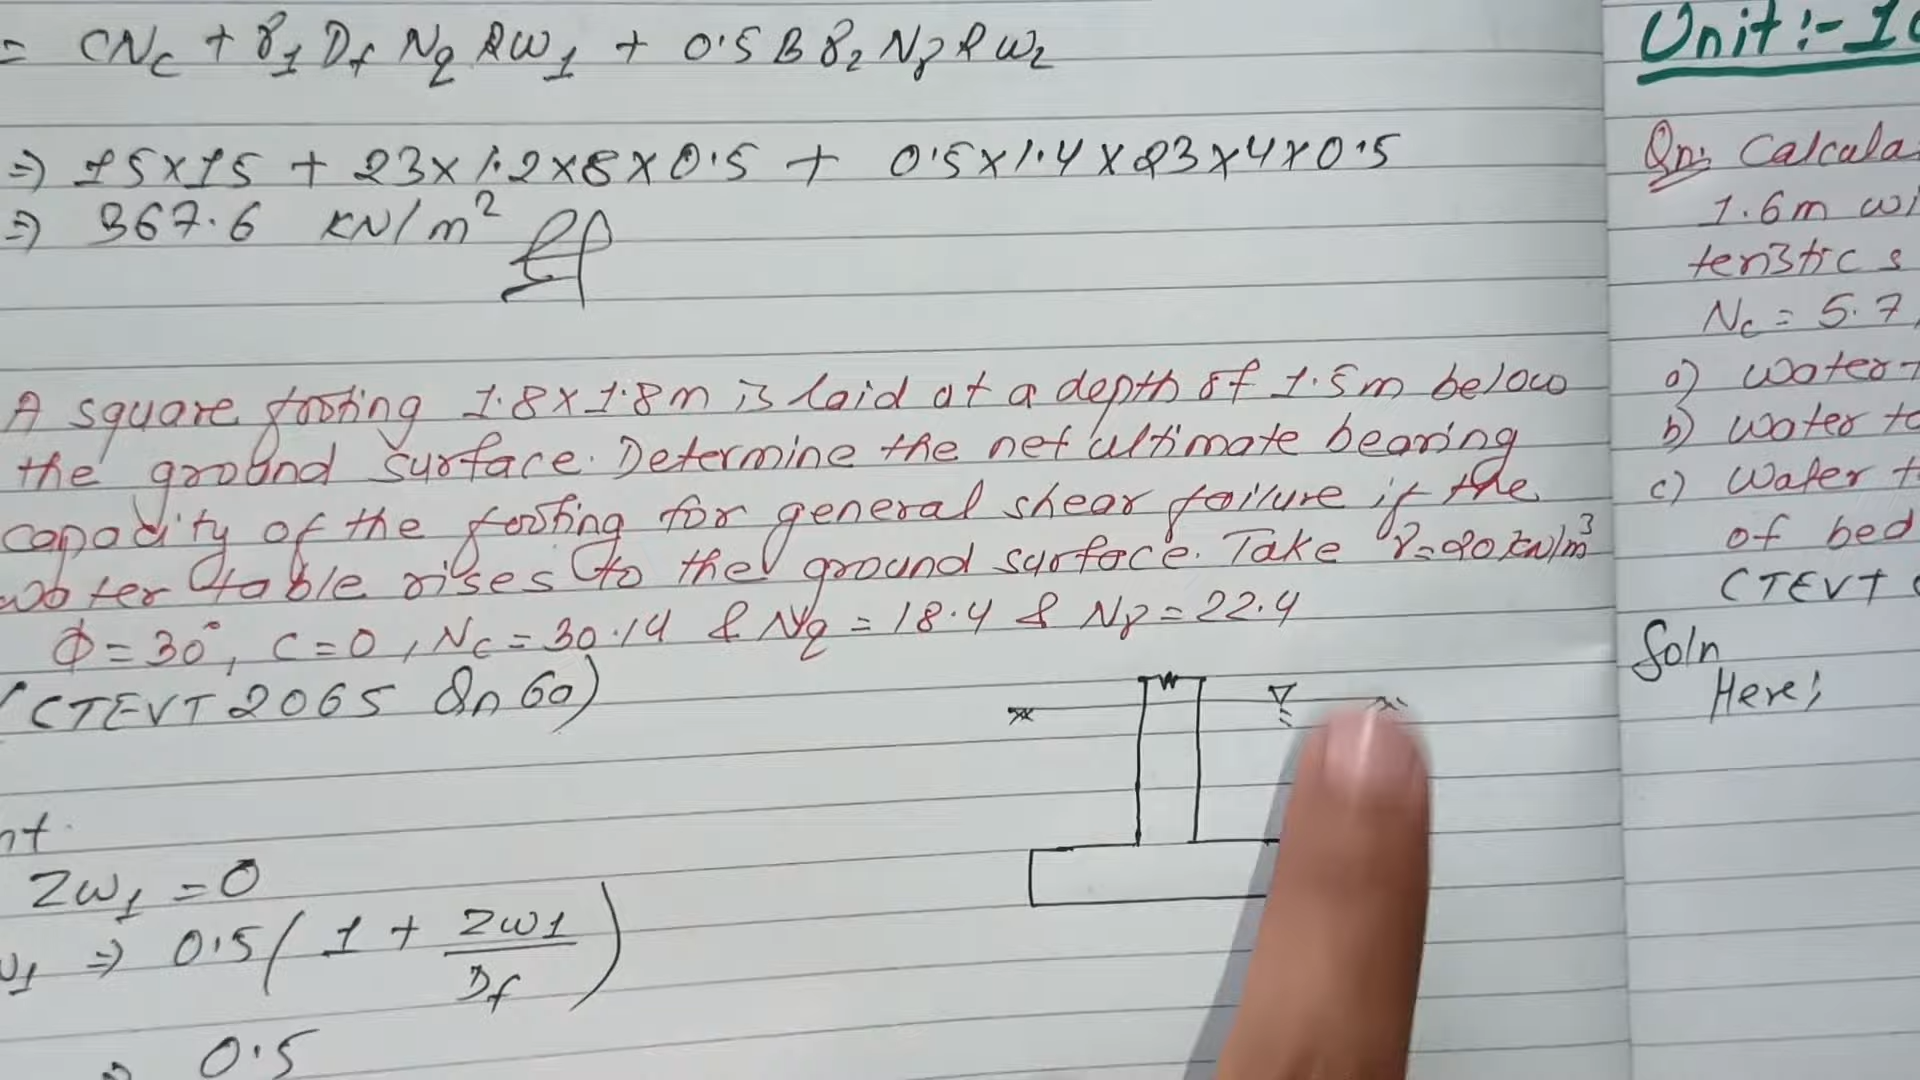 = CNc + γ1 Df Nq Rw1 + 0.5 B γ2 Nγ Rw2
⇒ 15×15 + 23×1.2×8×0.5 + 0.5×1.4×23×4×0.5
⇒ 367.6 KN/m²
A square footing 1.8×1.8m is laid at a depth of 1.5m below
the ground surface. Determine the net ultimate bearing
capacity of the footing for general shear failure if the
water table rises to the ground surface. Take γ=20 KN/m³
Φ=30°, C=0, Nc=30.14 & Nq=18.4 & Nγ=22.4
(CTEVT 2065 Qn 6a)
nt.
Zw1 =0
w1 ⇒ 0.5(1 + Zw1/Df)
⇒ 0.5
Unit:-10
Qn: Calcula
1.6m wi
teristic s
Nc = 5.7,
a) Water
b) Water ta
c) Water t
of bed
(TEVT
Soln
Here;